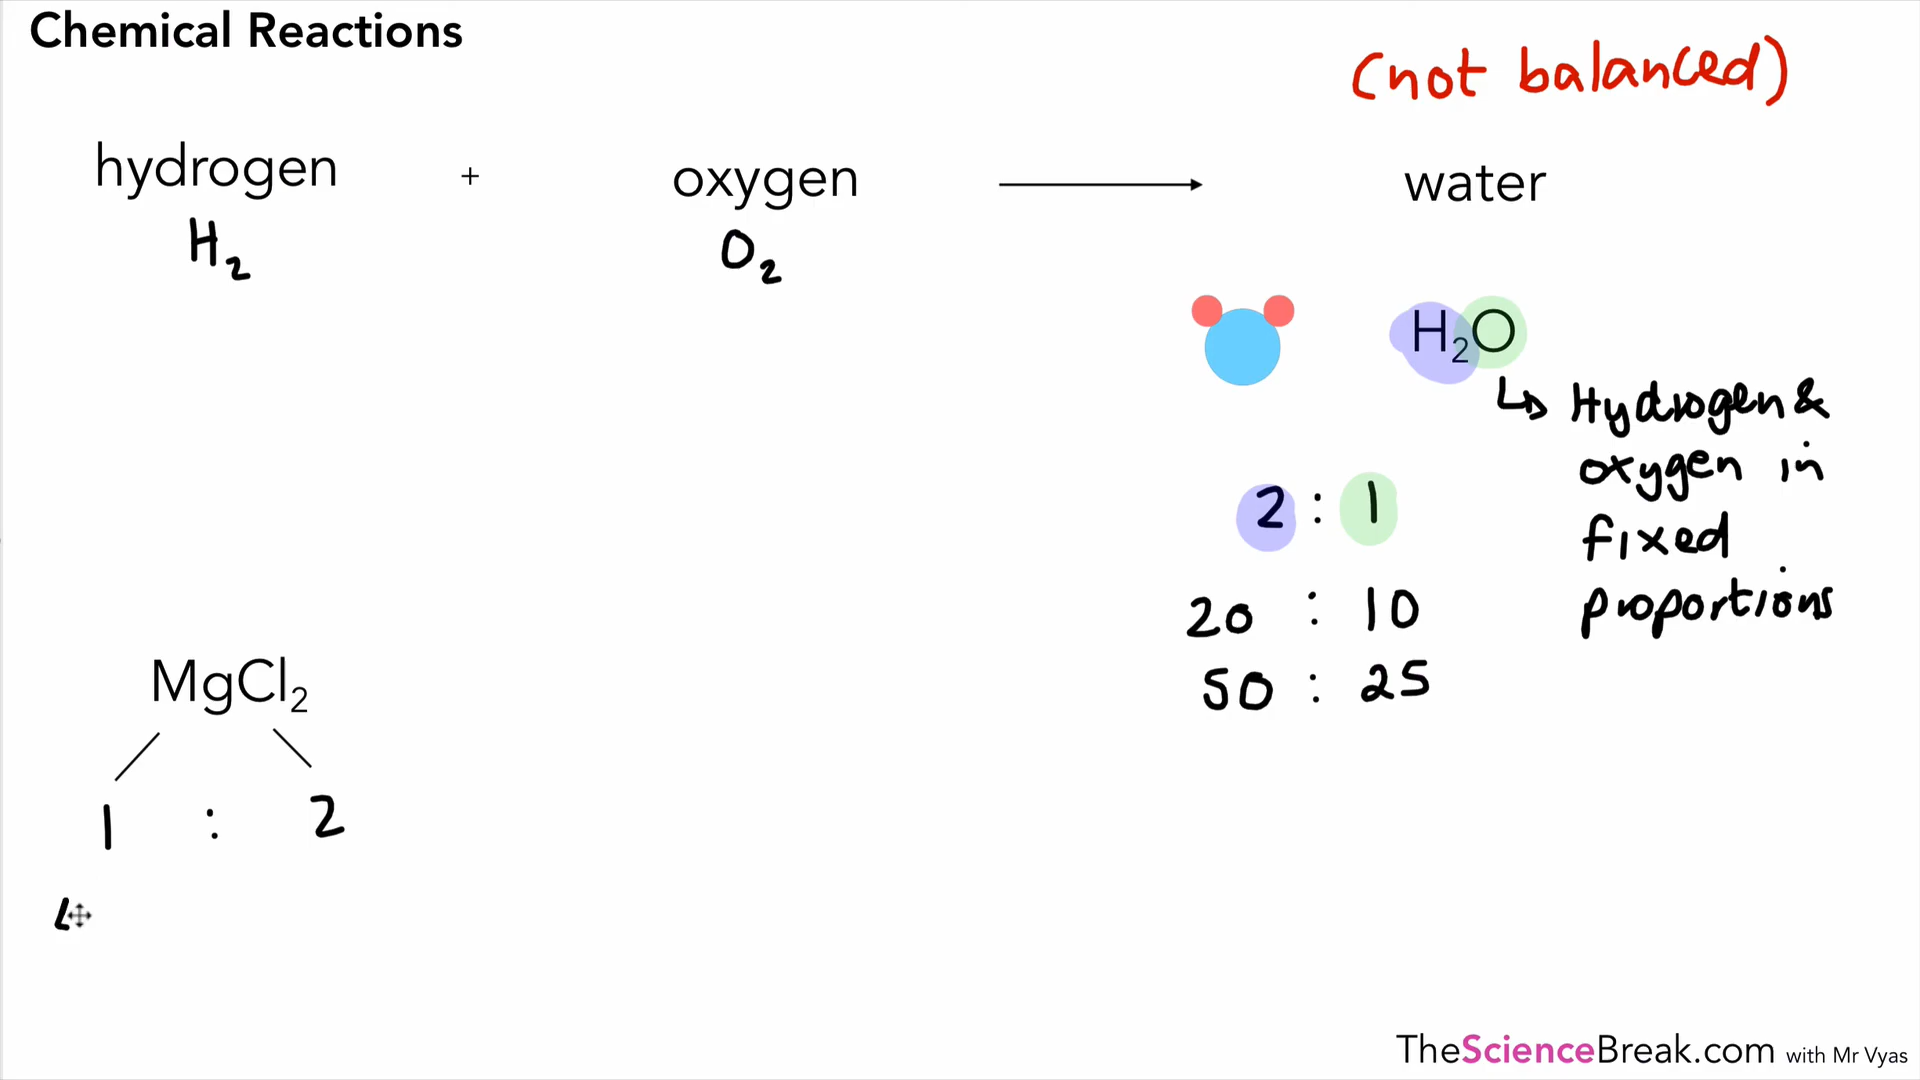 Chemical Reactions
(not balanced)
hydrogen + oxygen → water
H₂ O₂
H₂O
↳ Hydrogen &
oxygen in
fixed
proportions
2 : 1
20 : 10
50 : 25
MgCl₂
1 : 2
TheScienceBreak.com with Mr Vyas